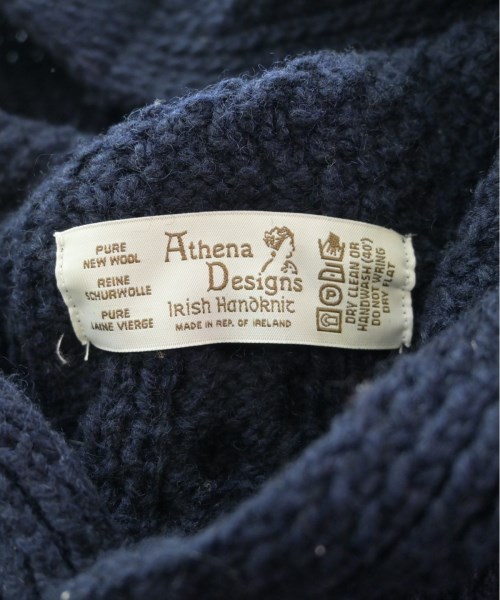 PURE
NEW WOOL
REINE
SCHURWOLLE
PURE
LAINE VIERGE
Athena
Designs
Irish Handknit
MADE IN REP. OF IRELAND
DRY CLEAN OR
HANDWASH (40°)
DO NOT WRING
DRY FLAT